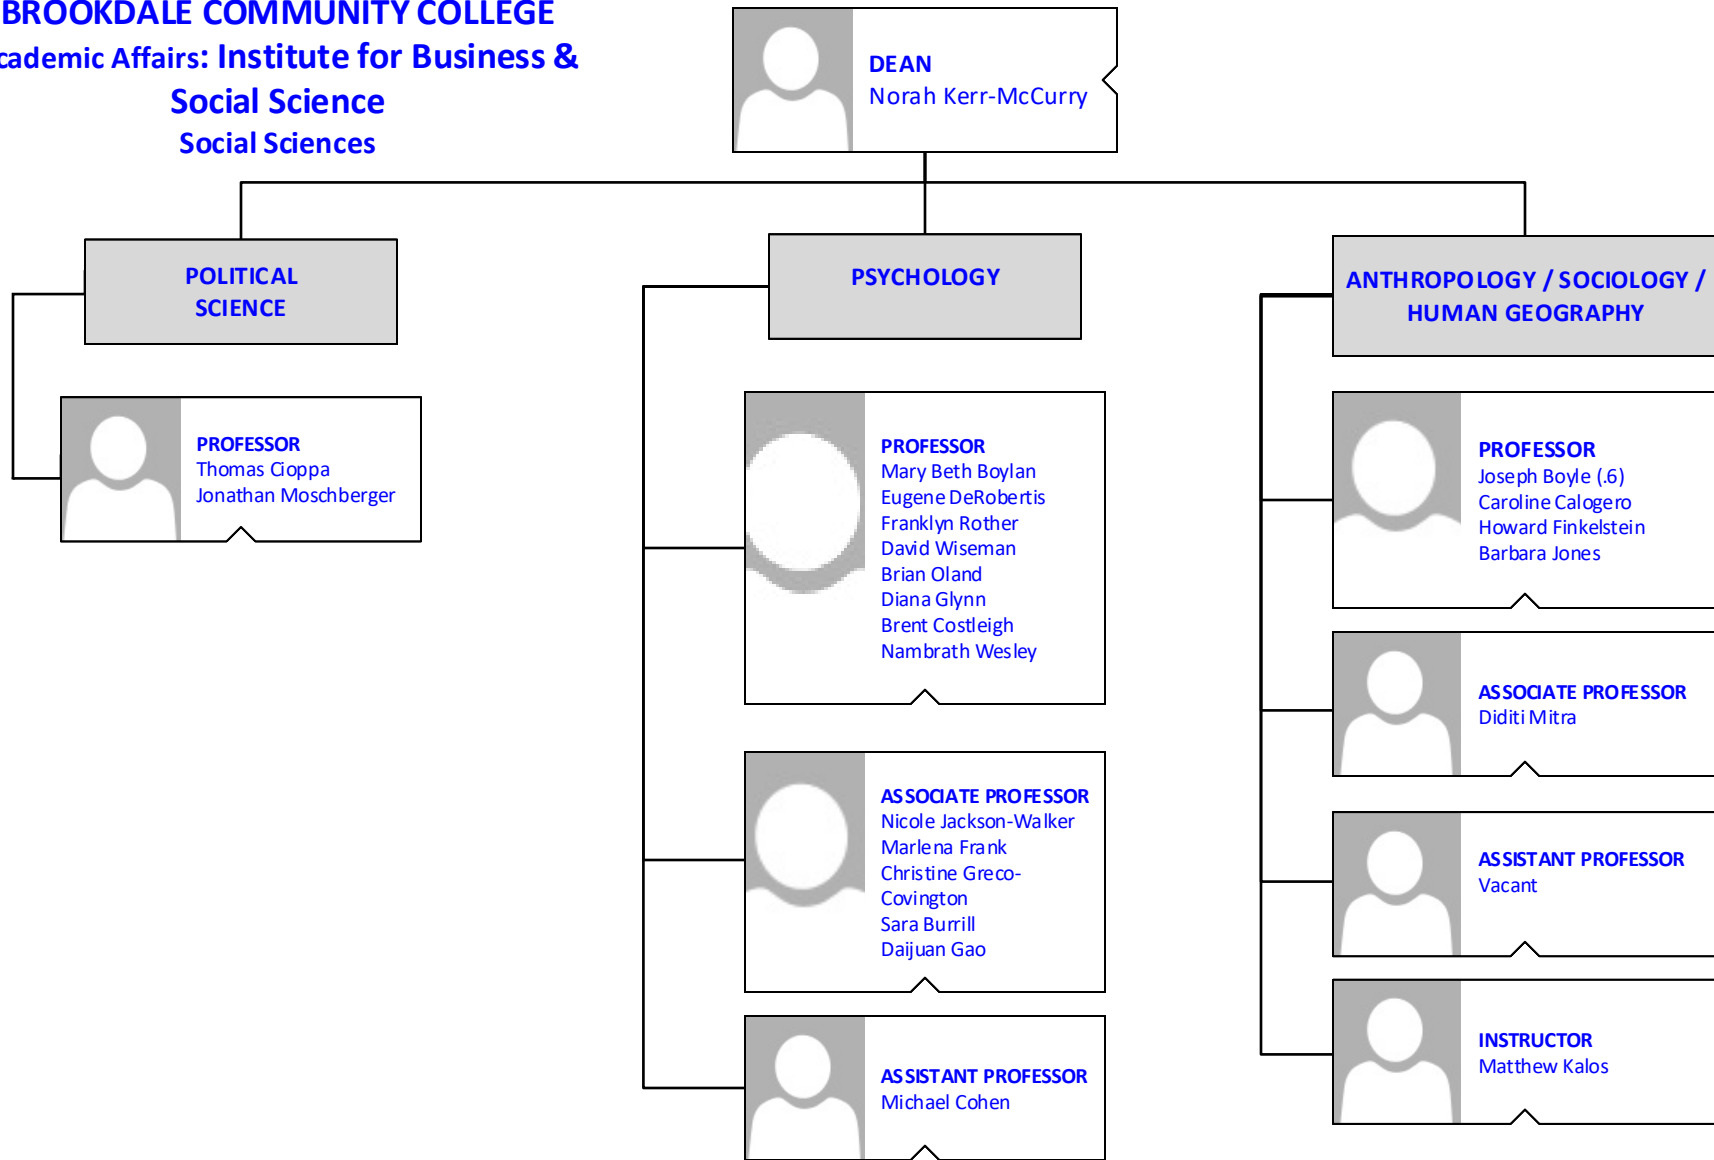 BROOKDALE COMMUNITY COLLEGE
cademic Affairs: Institute for Business &
Social Science
Social Sciences
DEAN
Norah Kerr-McCurry
POLITICAL
SCIENCE
PROFESSOR
Thomas Cioppa
Jonathan Moschberger
PSYCHOLOGY
PROFESSOR
Mary Beth Boylan
Eugene DeRobertis
Franklyn Rother
David Wiseman
Brian Oland
Diana Glynn
Brent Costleigh
Nambrath Wesley
ASSOCIATE PROFESSOR
Nicole Jackson-Walker
Marlena Frank
Christine Greco-
Covington
Sara Burrill
Daijuan Gao
ASSISTANT PROFESSOR
Michael Cohen
ANTHROPOLOGY / SOCIOLOGY /
HUMAN GEOGRAPHY
PROFESSOR
Joseph Boyle (.6)
Caroline Calogero
Howard Finkelstein
Barbara Jones
ASSOCIATE PROFESSOR
Diditi Mitra
ASSISTANT PROFESSOR
Vacant
INSTRUCTOR
Matthew Kalos